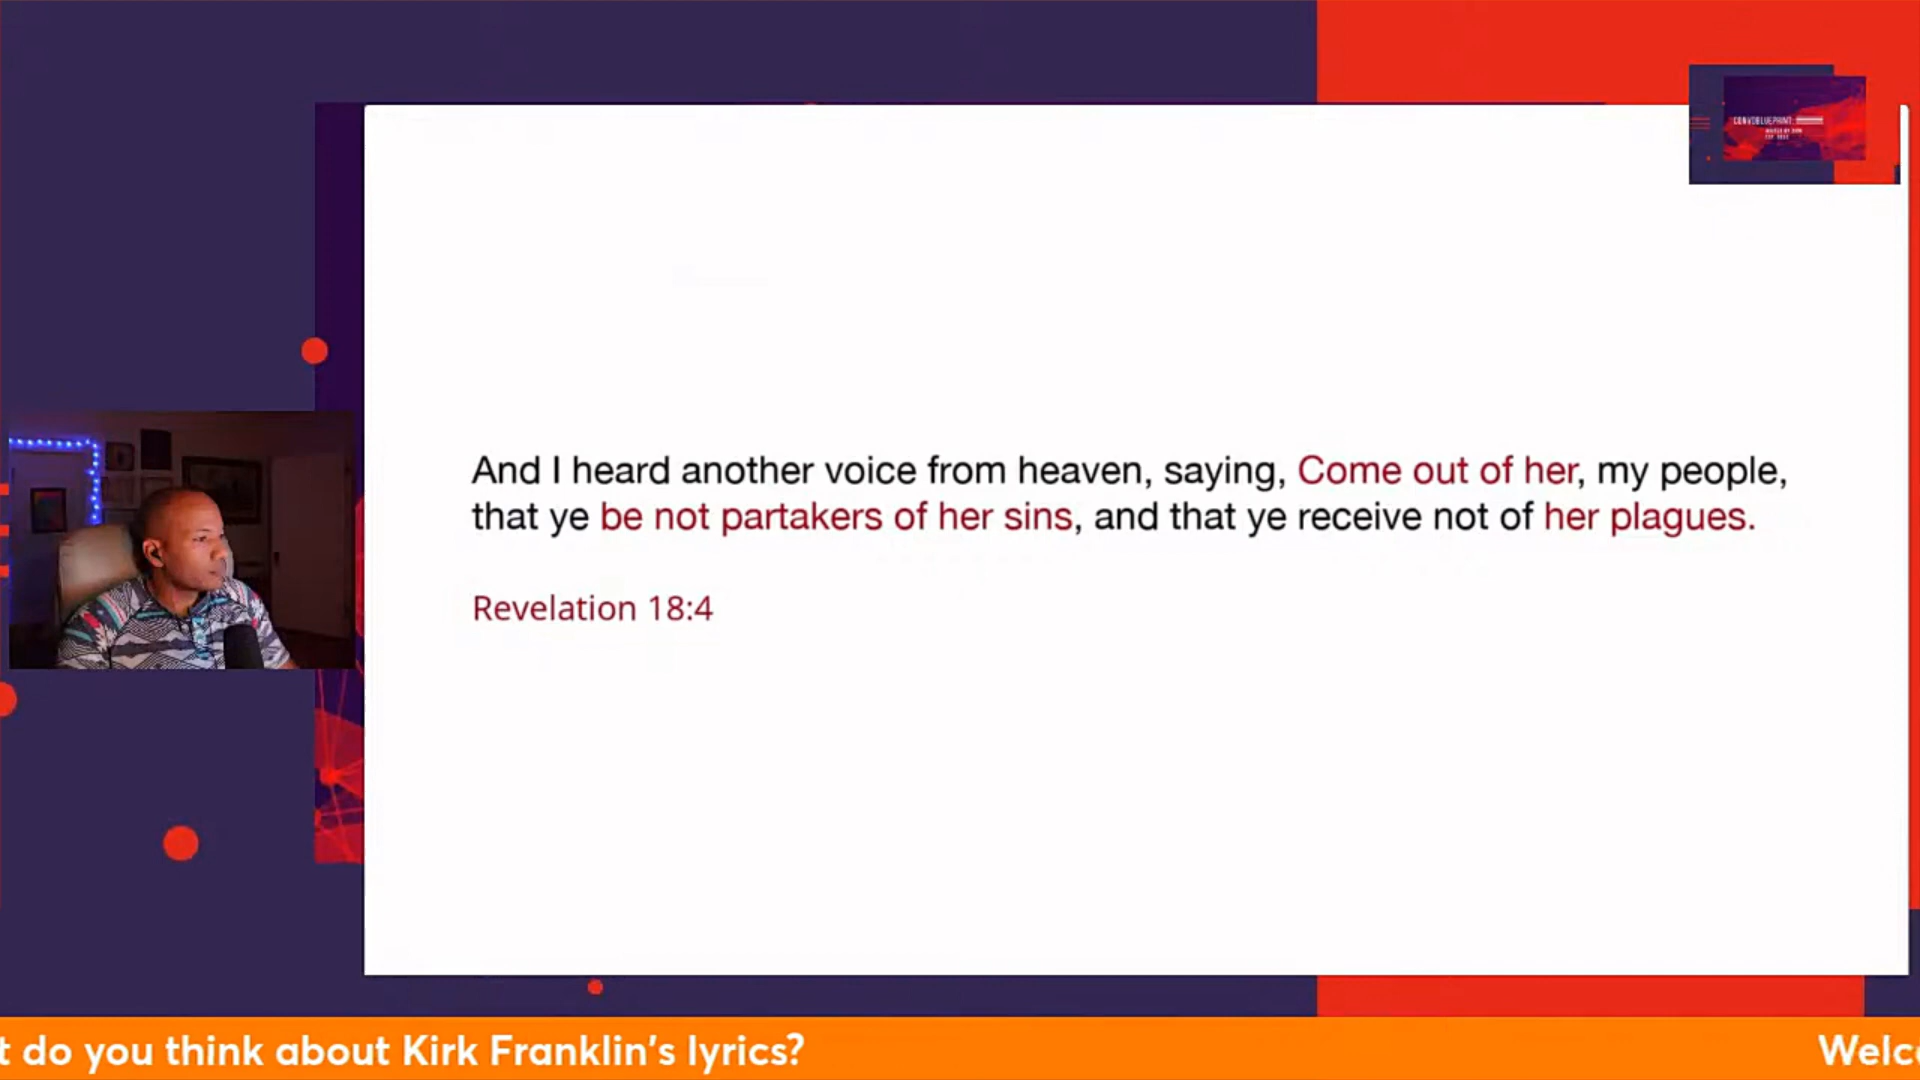 CONVOBLUEPRINT
And I heard another voice from heaven, saying, Come out of her, my people,
that ye be not partakers of her sins, and that ye receive not of her plagues.
Revelation 18:4
t do you think about Kirk Franklin's lyrics?
Welc